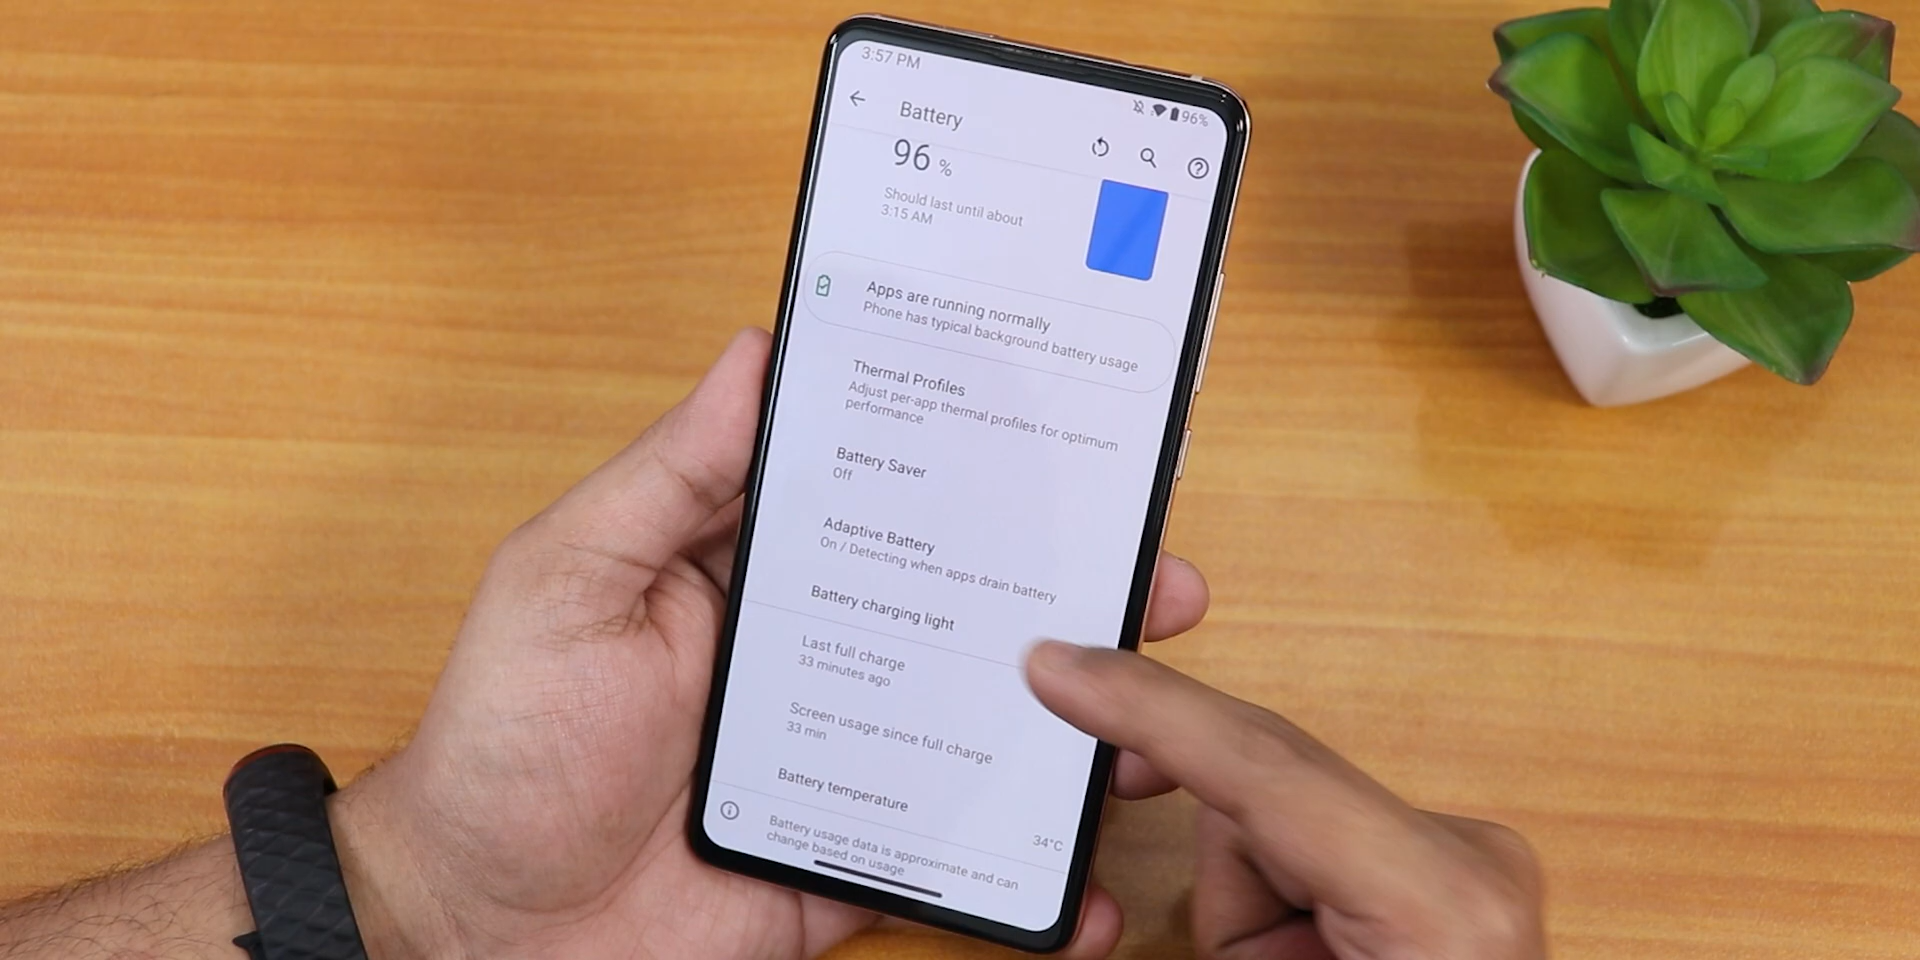 3:57 PM
96%
Battery
96 %
Should last until about
3:15 AM
Apps are running normally
Phone has typical background battery usage
Thermal Profiles
Adjust per-app thermal profiles for optimum
performance
Battery Saver
Off
Adaptive Battery
On / Detecting when apps drain battery
Battery charging light
Last full charge
33 minutes ago
Screen usage since full charge
33 min
Battery temperature
34°C
Battery usage data is approximate and can
change based on usage